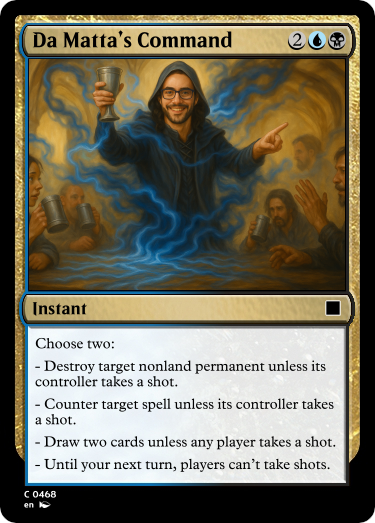 Da Matta's Command 2
Instant
Choose two:
- Destroy target nonland permanent unless its
controller takes a shot.
- Counter target spell unless its controller takes
a shot.
- Draw two cards unless any player takes a shot.
- Until your next turn, players can't take shots.
C 0468
en